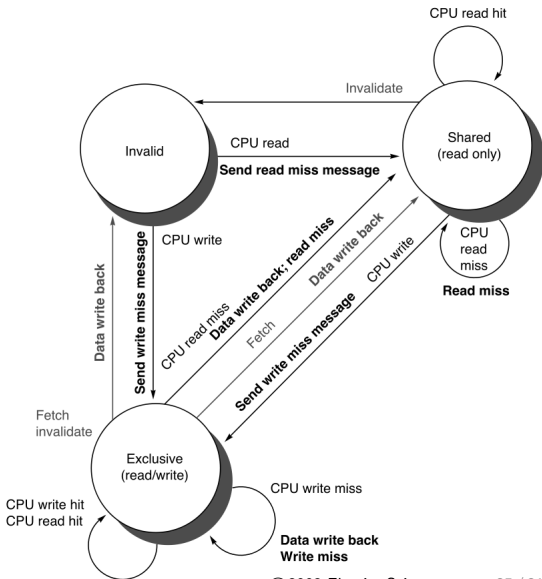 CPU read hit
Invalidate
Invalid
CPU read
Send read miss message
Shared
(read only)
CPU write
CPU
read
miss
Read miss
Data write back
Send write miss message
CPU read miss
Data write back; read miss
Fetch
Data write back
Send write miss message
CPU write
Fetch
invalidate
Exclusive
(read/write)
CPU write hit
CPU read hit
CPU write miss
Data write back
Write miss